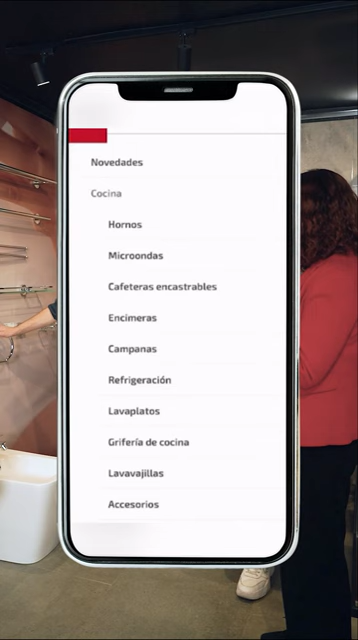 Novedades
Cocina
Hornos
Microondas
Cafeteras encastrables
Encimeras
Campanas
Refrigeración
Lavaplatos
Grifería de cocina
Lavavajillas
Accesorios